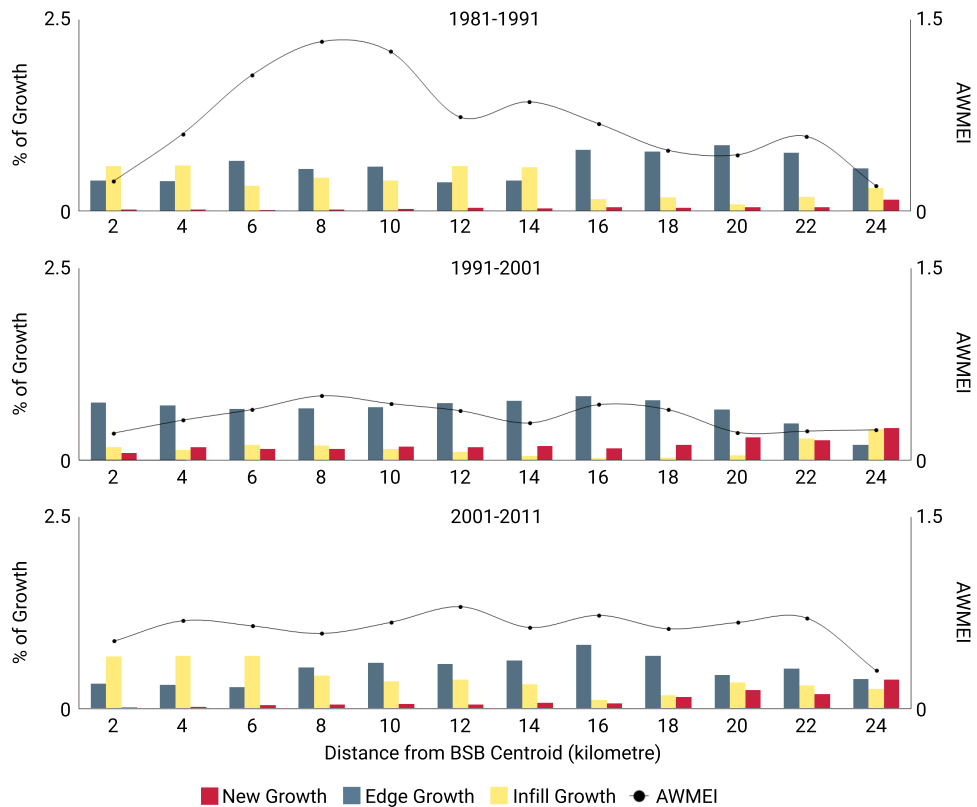 1981-1991
2.5
1.5
% of Growth
AWMEI
0
0
2 4 6 8 10 12 14 16 18 20 22 24
1991-2001
2.5
1.5
% of Growth
AWMEI
0
0
2 4 6 8 10 12 14 16 18 20 22 24
2001-2011
2.5
1.5
% of Growth
AWMEI
0
0
2 4 6 8 10 12 14 16 18 20 22 24
Distance from BSB Centroid (kilometre)
New Growth Edge Growth Infill Growth AWMEI